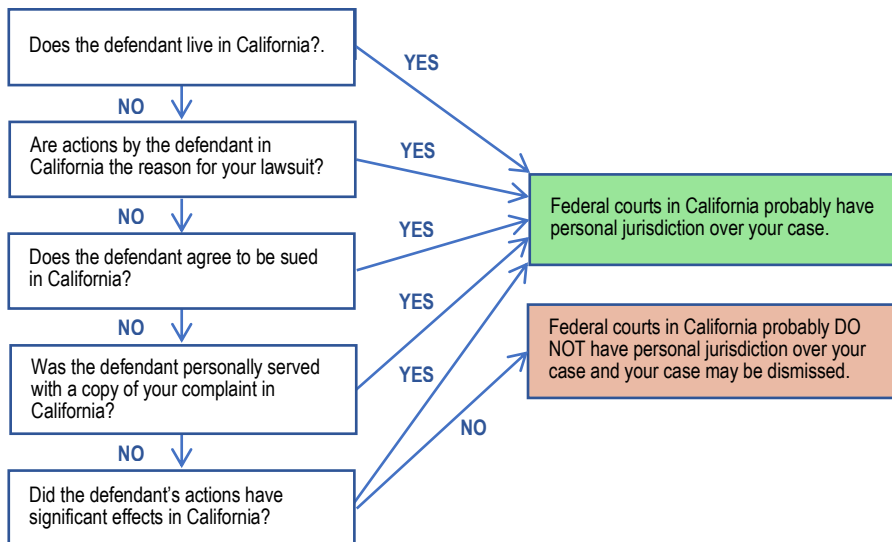 Does the defendant live in California?.
YES
NO
Are actions by the defendant in
California the reason for your lawsuit?
YES
NO
Does the defendant agree to be sued
in California?
YES
NO
Was the defendant personally served
with a copy of your complaint in
California?
YES
NO
Did the defendant’s actions have
significant effects in California?
YES
NO
Federal courts in California probably have
personal jurisdiction over your case.
Federal courts in California probably DO
NOT have personal jurisdiction over your
case and your case may be dismissed.